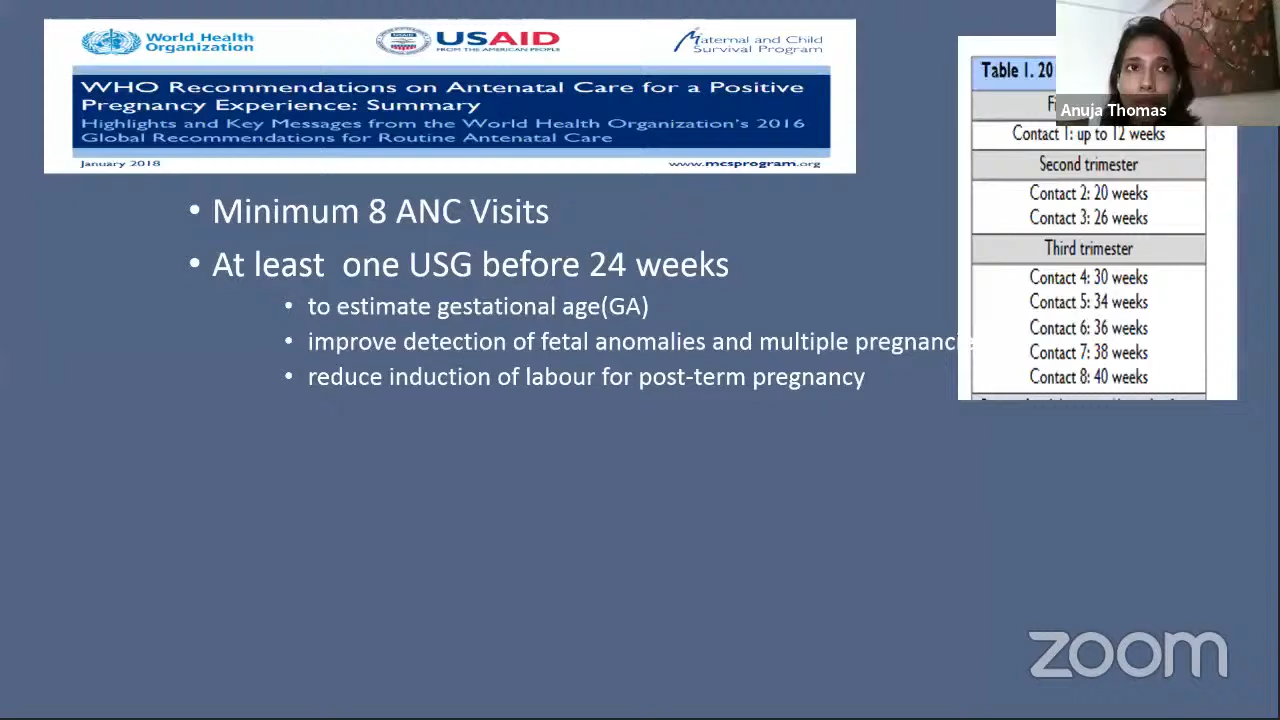 World Health
Organization
USAID
FROM THE AMERICAN PEOPLE
Maternal and Child
Survival Program
WHO Recommendations on Antenatal Care for a Positive
Pregnancy Experience: Summary
Highlights and Key Messages from the World Health Organization's 2016
Global Recommendations for Routine Antenatal Care
January 2018
www.mcsprogram.org
• Minimum 8 ANC Visits
• At least one USG before 24 weeks
• to estimate gestational age(GA)
• improve detection of fetal anomalies and multiple
• reduce induction of labour for post-term pregnancy
Table 1. 20
Contact 1: up to 12 weeks
Second trimester
Contact 2: 20 weeks
Contact 3: 26 weeks
Third trimester
Contact 4: 30 weeks
Contact 5: 34 weeks
Contact 6: 36 weeks
Contact 7: 38 weeks
Contact 8: 40 weeks
Anuja Thomas
zoom